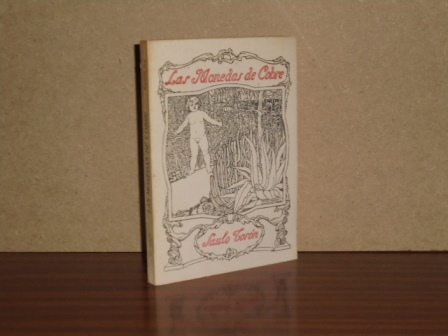 Las Monedas de Cobre
Saulo Torón